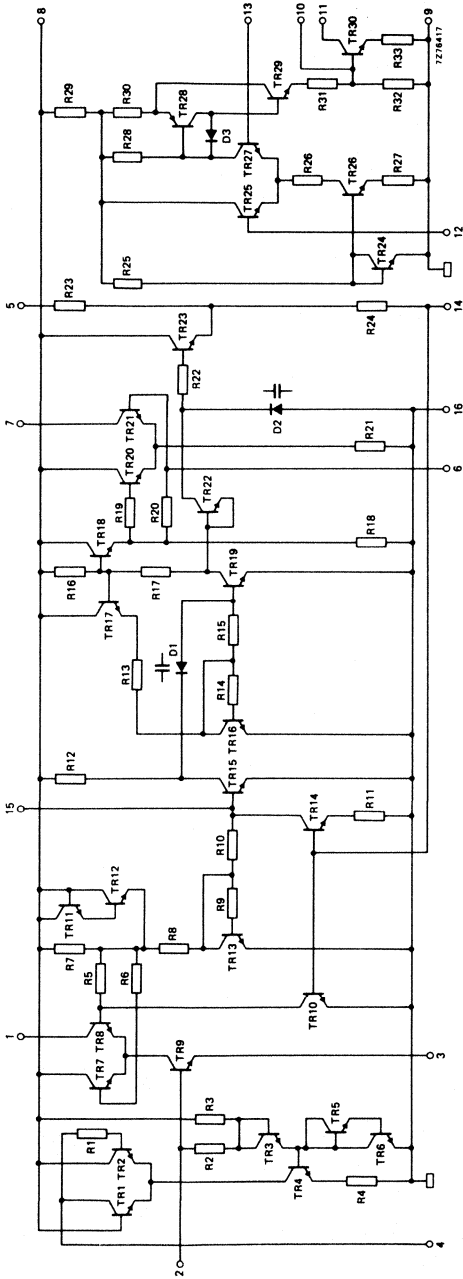 1
15
7
5
8
R1
R7
R12
R16
R23
R29
TR11
R25
R28
R30
TR1
TR2
TR7
TR8
R5
R6
TR12
TR18
R19
R20
TR20
TR21
TR17
R13
R17
TR28
2
R2
R3
TR9
R8
D1
TR22
R22
TR23
D3
TR25
TR27
13
TR3
TR13
R9
R10
TR15
TR16
R14
R15
TR19
TR29
TR4
TR5
TR10
TR14
D2
R26
R31
10
11
TR30
TR26
TR6
R4
R11
R18
R21
R24
TR24
R27
R32
R33
9
4
3
6
16
14
12
7Z76417